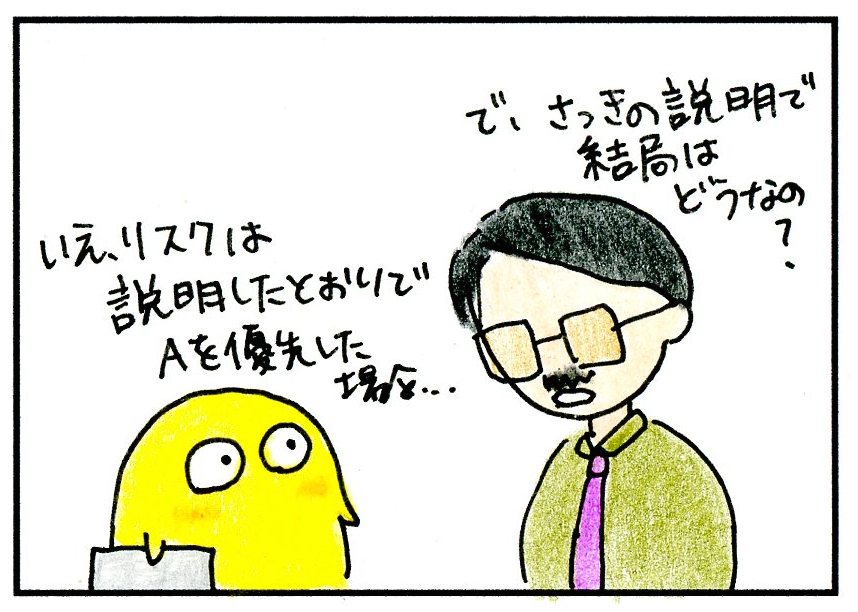 で、さっきの説明で
結局は
どうなの
?
いえ、リスクは
説明したとおりで
Aを優先した
場合...